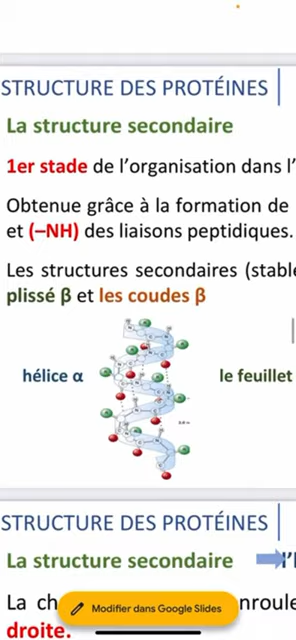 STRUCTURE DES PROTÉINES
La structure secondaire
1er stade de l'organisation dans l'
Obtenue grâce à la formation de
et (–NH) des liaisons peptidiques.
Les structures secondaires (stable
plissé β et les coudes β
hélice α
le feuillet
STRUCTURE DES PROTÉINES
La structure secondaire
La ch
nroule
droite.
Modifier dans Google Slides